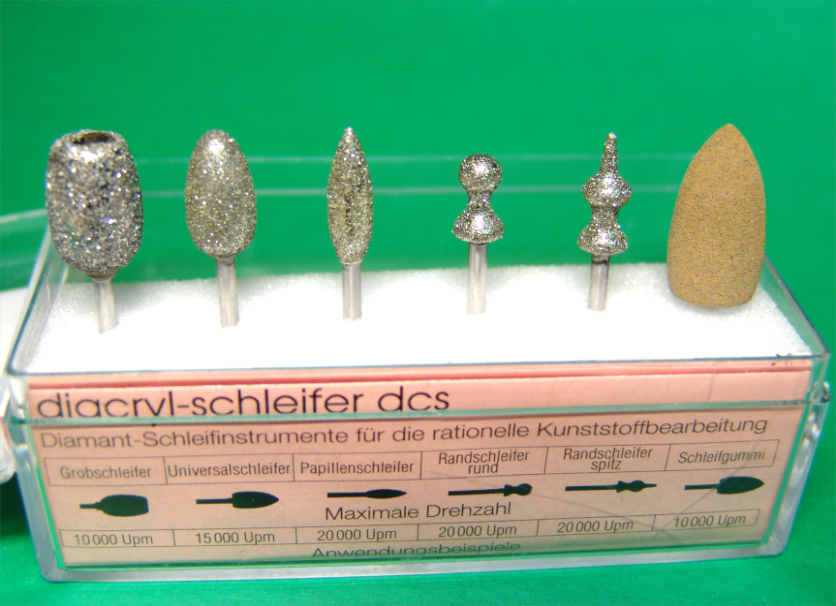 diacryl-schleifer dcs
Diamant-Schleifinstrumente für die rationelle Kunststoffbearbeitung
Grobschleifer Universalschleifer Papillenschleifer Randschleifer rund Randschleifer spitz Schleifgummi
Maximale Drehzahl
10 000 Upm 15 000 Upm 20 000 Upm 20 000 Upm 20 000 Upm 10 000 Upm
Anwendungsbeispiele